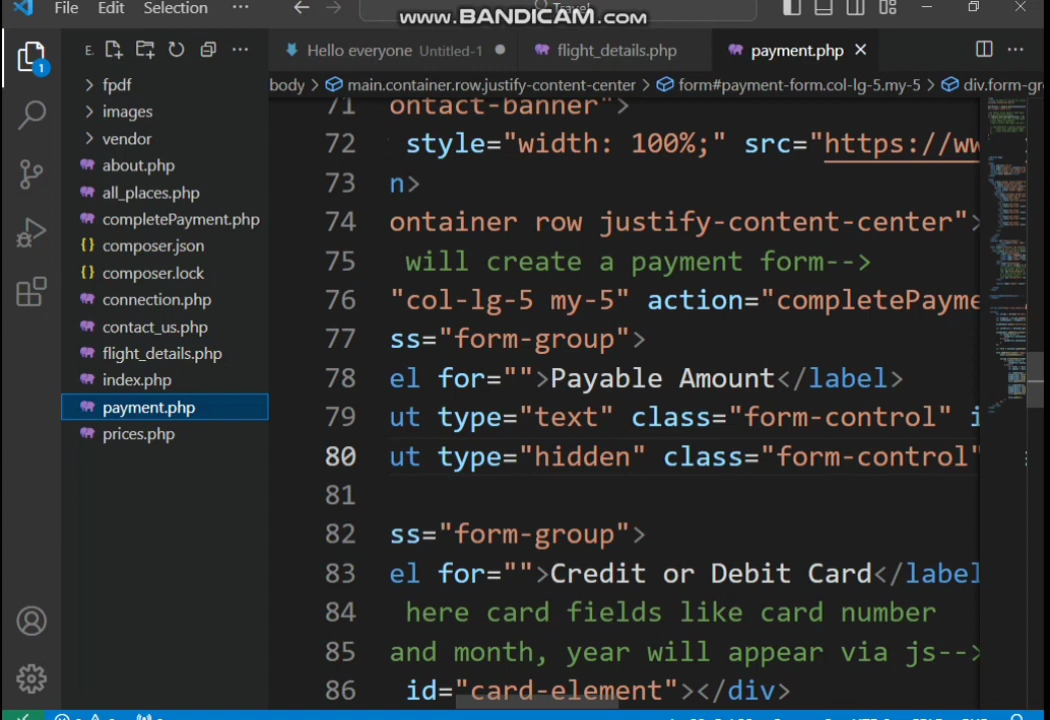 File Edit Selection ··· Travel
www.BANDICAM.com
E. ···
Hello everyone Untitled-1 ● flight_details.php payment.php ✕ ···
body > main.container.row.justify-content-center > form#payment-form.col-lg-5.my-5 > div.form-gr
1
> fpdf
> images
> vendor
about.php
all_places.php
completePayment.php
{} composer.json
{} composer.lock
connection.php
contact_us.php
flight_details.php
index.php
payment.php
prices.php
71 ontact-banner">
72 style="width: 100%;" src="https://ww
73 n>
74 ontainer row justify-content-center">
75 will create a payment form-->
76 "col-lg-5 my-5" action="completePayme
77 ss="form-group">
78 el for="">Payable Amount</label>
79 ut type="text" class="form-control" i
80 ut type="hidden" class="form-control"
81
82 ss="form-group">
83 el for="">Credit or Debit Card</label
84 here card fields like card number
85 and month, year will appear via js-->
86 id="card-element"></div>